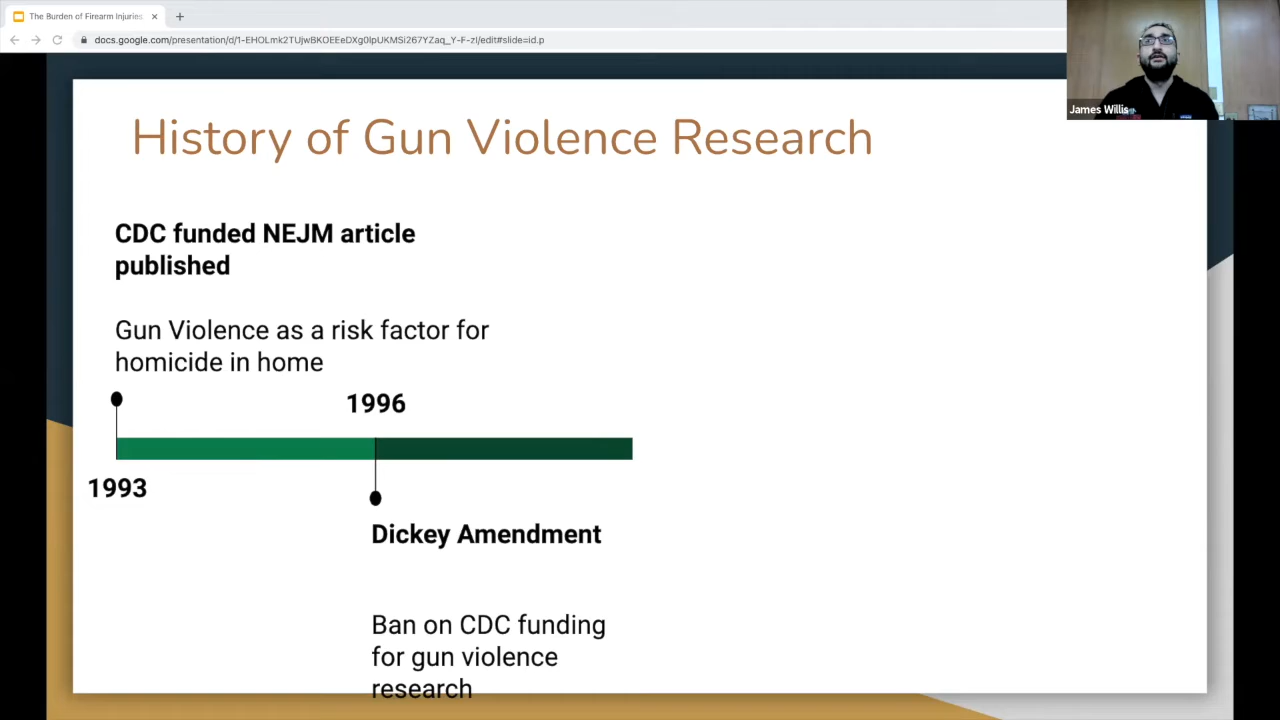 The Burden of Firearm Injuries
docs.google.com/presentation/d/1-EHOLmk2TUjwBKOEEeDXg0lpUKMSi267YZaq_Y-F-zI/edit#slide=id.p
James Willis
History of Gun Violence Research
CDC funded NEJM article
published
Gun Violence as a risk factor for
homicide in home
1996
1993
Dickey Amendment
Ban on CDC funding
for gun violence
research